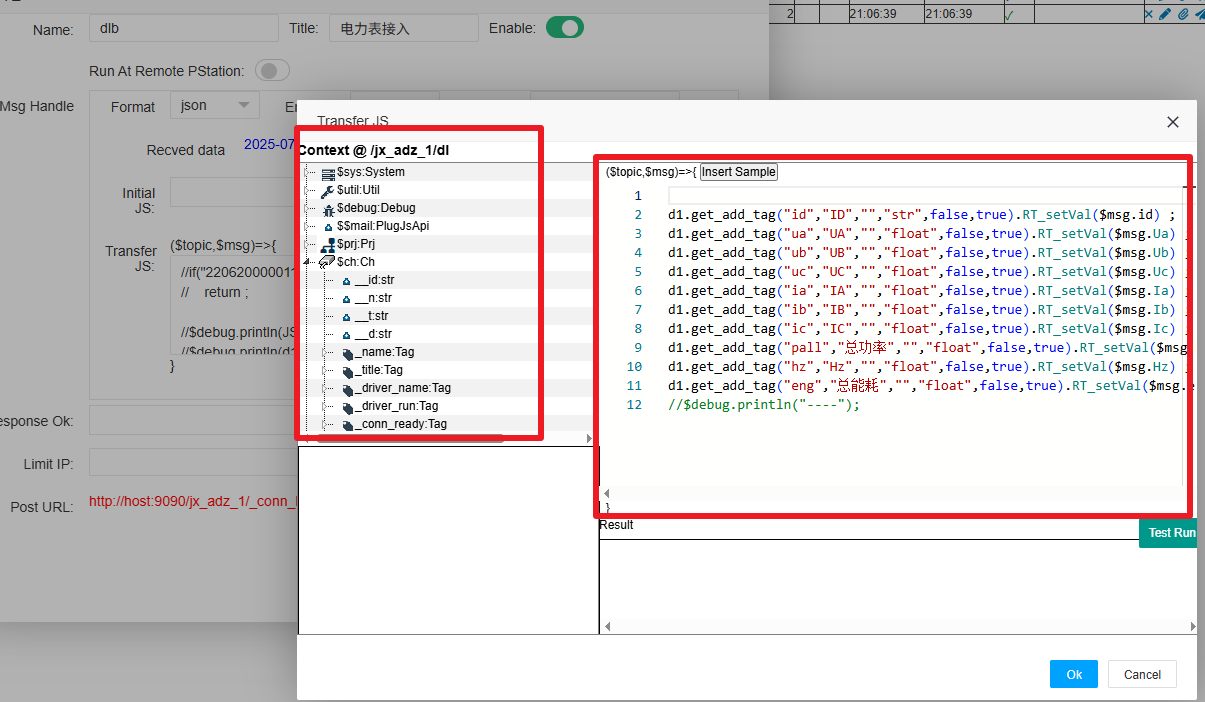 2 21:06:39 21:06:39
Name: dlb Title: 电力表接入 Enable:
Run At Remote PStation:
Msg Handle
Format json
Recved data 2025-07
Initial JS:
Transfer JS:
($topic,$msg)=>{
// return ;
//$debug.println(JS
//$debug.println(d1
}
esponse Ok:
Limit IP:
Post URL: http://host:9090/jx_adz_1/_conn_
Transfer JS
Context @ /jx_adz_1/dl
$sys:System
$util:Util
$debug:Debug
$$mail:PlugJsApi
$prj:Prj
$ch:Ch
__id:str
__n:str
__t:str
__d:str
_name:Tag
_title:Tag
_driver_name:Tag
_driver_run:Tag
_conn_ready:Tag
($topic,$msg)=>{ Insert Sample
1
2 d1.get_add_tag("id","ID","","str",false,true).RT_setVal($msg.id) ;
3 d1.get_add_tag("ua","UA","","float",false,true).RT_setVal($msg.Ua) ;
4 d1.get_add_tag("ub","UB","","float",false,true).RT_setVal($msg.Ub) ;
5 d1.get_add_tag("uc","UC","","float",false,true).RT_setVal($msg.Uc) ;
6 d1.get_add_tag("ia","IA","","float",false,true).RT_setVal($msg.Ia) ;
7 d1.get_add_tag("ib","IB","","float",false,true).RT_setVal($msg.Ib) ;
8 d1.get_add_tag("ic","IC","","float",false,true).RT_setVal($msg.Ic) ;
9 d1.get_add_tag("pall","总功率","","float",false,true).RT_setVal($msg
10 d1.get_add_tag("hz","Hz","","float",false,true).RT_setVal($msg.Hz) ;
11 d1.get_add_tag("eng","总能耗","","float",false,true).RT_setVal($msg.
12 //$debug.println("----");
}
Result
Test Run
Ok Cancel